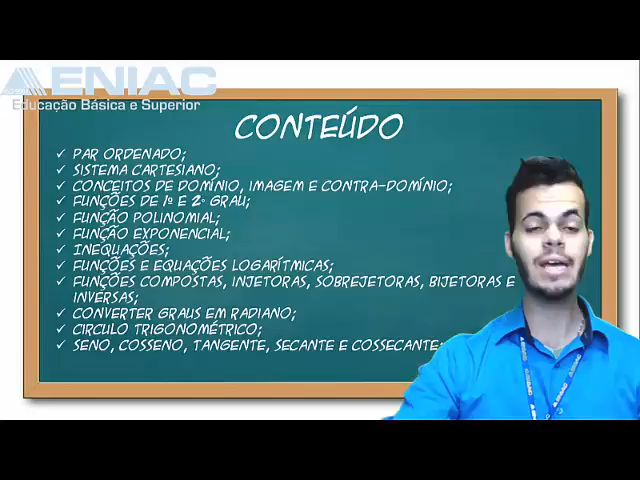 ENIAC
Educação Básica e Superior
CONTEÚDO
✓ PAR ORDENADO;
✓ SISTEMA CARTESIANO;
✓ CONCEITOS DE DOMÍNIO, IMAGEM E CONTRA-DOMÍNIO;
✓ FUNÇÕES DE 1º E 2º GRAU;
✓ FUNÇÃO POLINOMIAL;
✓ FUNÇÃO EXPONENCIAL;
✓ INEQUAÇÕES;
✓ FUNÇÕES E EQUAÇÕES LOGARÍTMICAS;
✓ FUNÇÕES COMPOSTAS, INJETORAS, SOBREJETORAS, BIJETORAS E
INVERSAS;
✓ CONVERTER GRAUS EM RADIANO;
✓ CIRCULO TRIGONOMÉTRICO;
✓ SENO, COSSENO, TANGENTE, SECANTE E COSSECANTE;